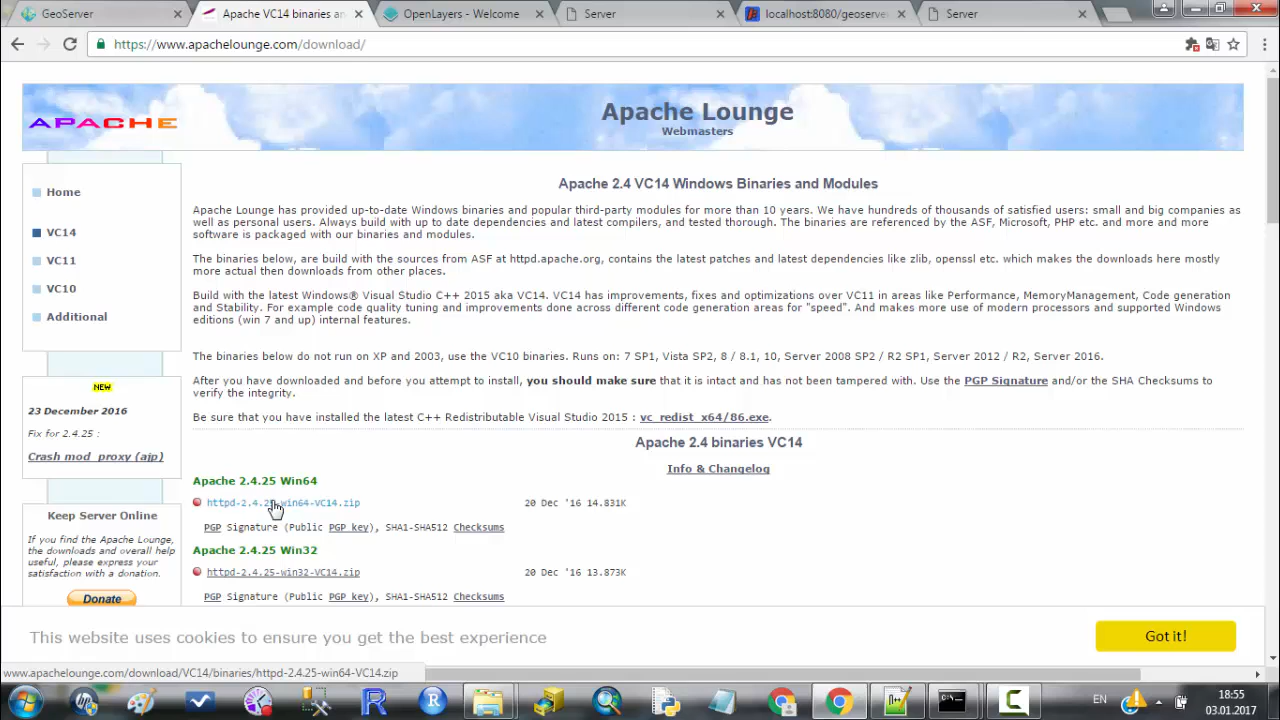 GeoServer
Apache VC14 binaries an
OpenLayers - Welcome
Server
localhost:8080/geoserve
Server
https://www.apachelounge.com/download/
APACHE
Apache Lounge
Webmasters
Home
VC14
VC11
VC10
Additional
NEW
23 December 2016
Fix for 2.4.25 :
Crash mod_proxy (ajp)
Keep Server Online
If you find the Apache Lounge,
the downloads and overall help
useful, please express your
satisfaction with a donation.
Donate
Apache 2.4 VC14 Windows Binaries and Modules
Apache Lounge has provided up-to-date Windows binaries and popular third-party modules for more than 10 years. We have hundreds of thousands of satisfied users: small and big companies as
well as personal users. Always build with up to date dependencies and latest compilers, and tested thorough. The binaries are referenced by the ASF, Microsoft, PHP etc. and more and more
software is packaged with our binaries and modules.
The binaries below, are build with the sources from ASF at httpd.apache.org, contains the latest patches and latest dependencies like zlib, openssl etc. which makes the downloads here mostly
more actual then downloads from other places.
Build with the latest Windows® Visual Studio C++ 2015 aka VC14. VC14 has improvements, fixes and optimizations over VC11 in areas like Performance, MemoryManagement, Code generation
and Stability. For example code quality tuning and improvements done across different code generation areas for "speed". And makes more use of modern processors and supported Windows
editions (win 7 and up) internal features.
The binaries below do not run on XP and 2003, use the VC10 binaries. Runs on: 7 SP1, Vista SP2, 8 / 8.1, 10, Server 2008 SP2 / R2 SP1, Server 2012 / R2, Server 2016.
After you have downloaded and before you attempt to install, you should make sure that it is intact and has not been tampered with. Use the PGP Signature and/or the SHA Checksums to
verify the integrity.
Be sure that you have installed the latest C++ Redistributable Visual Studio 2015 : vc_redist_x64/86.exe.
Apache 2.4 binaries VC14
Info & Changelog
Apache 2.4.25 Win64
httpd-2.4.25-win64-VC14.zip 20 Dec '16 14.831K
PGP Signature (Public PGP key), SHA1-SHA512 Checksums
Apache 2.4.25 Win32
httpd-2.4.25-win32-VC14.zip 20 Dec '16 13.873K
PGP Signature (Public PGP key), SHA1-SHA512 Checksums
This website uses cookies to ensure you get the best experience
Got it!
www.apachelounge.com/download/VC14/binaries/httpd-2.4.25-win64-VC14.zip
EN
18:55
03.01.2017